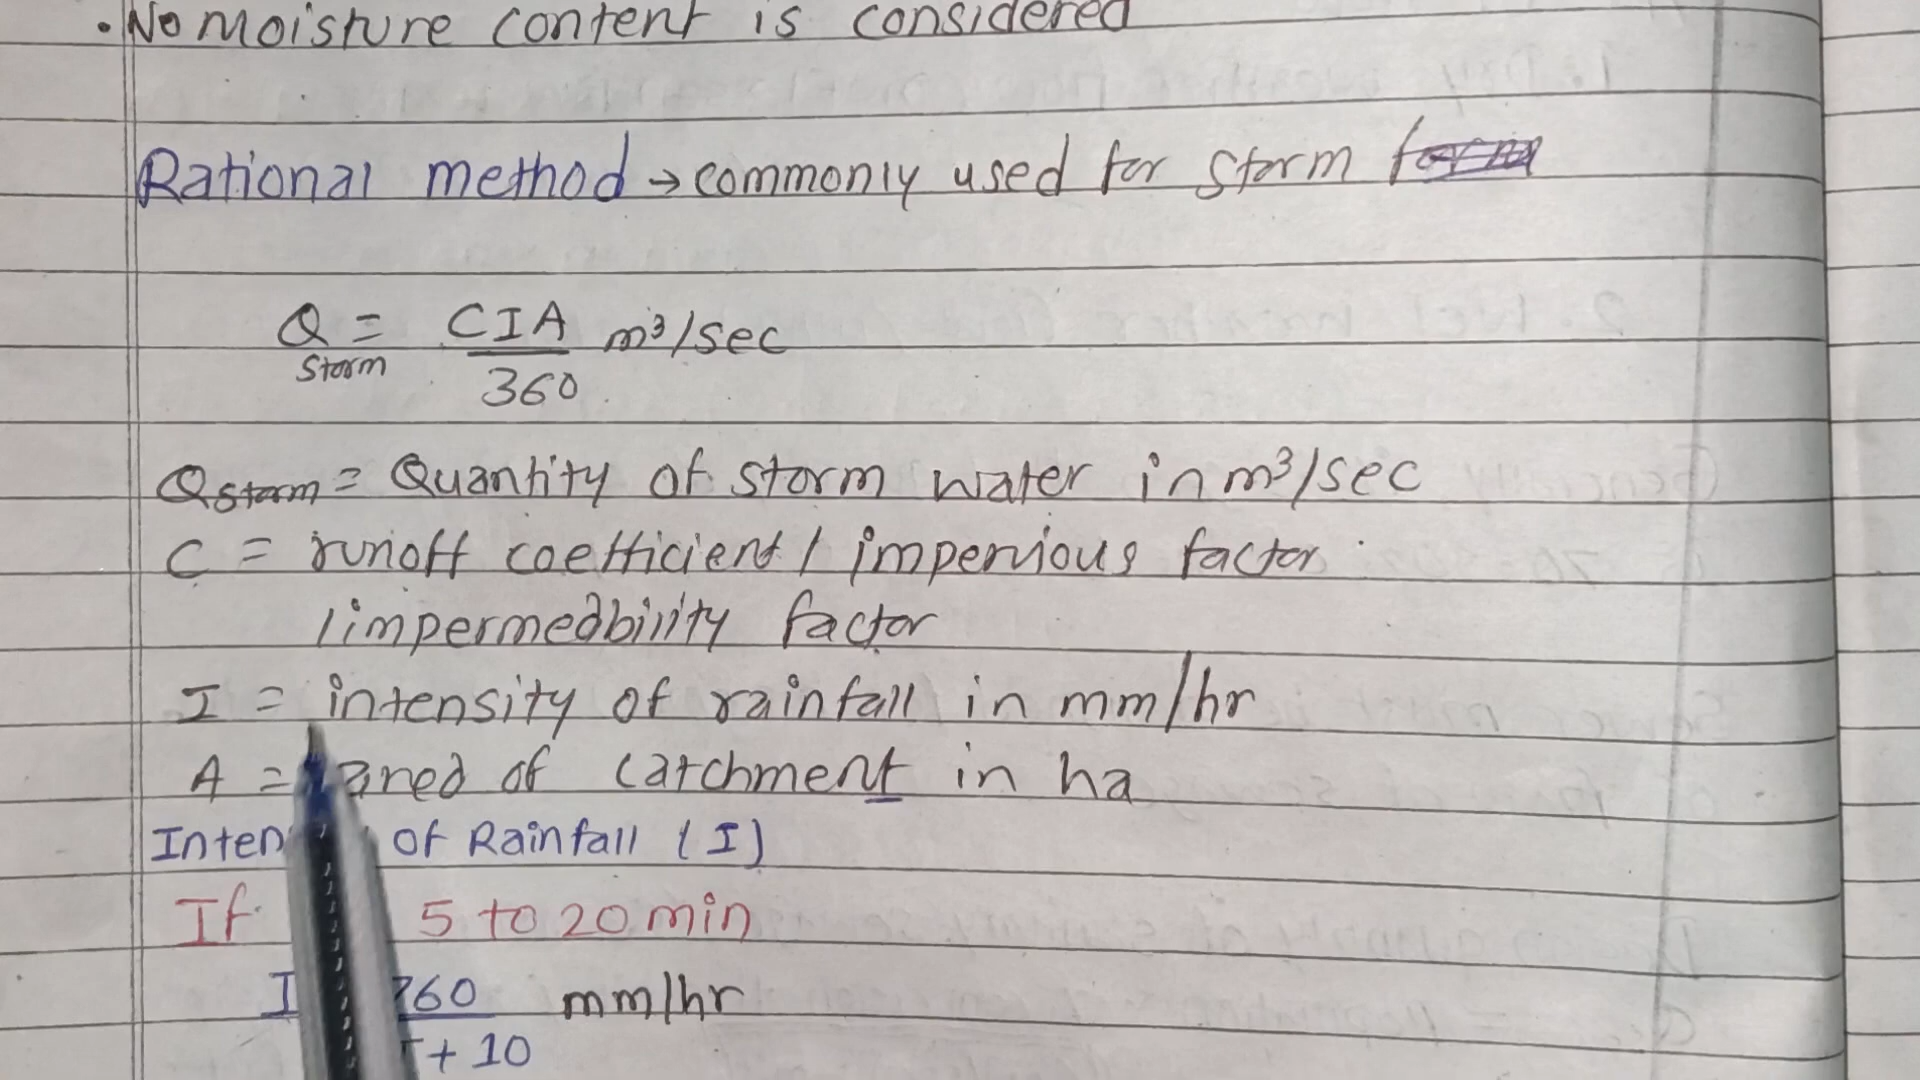 . No moisture content is considered
Rational method → commonly used for storm
Q = CIA m³/sec
Storm 360
Qstorm = Quantity of storm water in m³/sec
C = runoff coefficient / impervious factor
/ impermeability factor
I = intensity of rainfall in mm/hr
A = area of catchment in ha
Inten of Rainfall (I)
If 5 to 20 min
I 760 mm/hr
+ 10